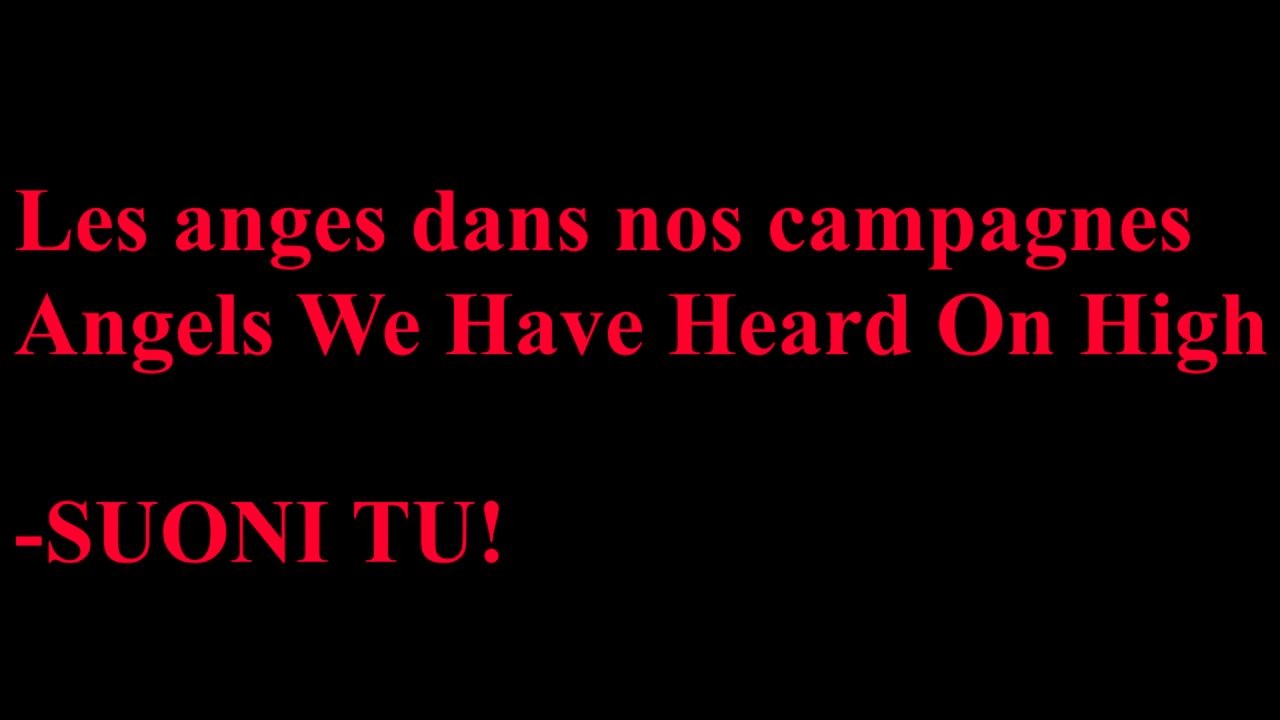 Les anges dans nos campagnes
Angels We Have Heard On High
-SUONI TU!